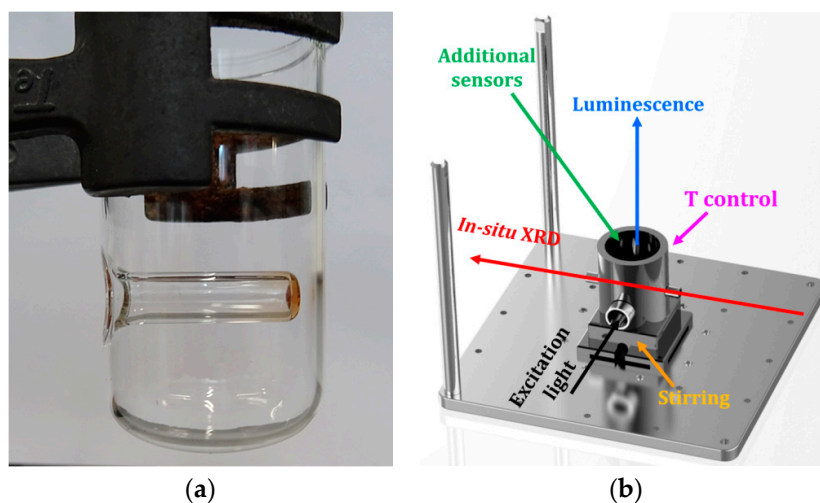 Additional
sensors
Luminescence
T control
In-situ XRD
Excitation
light
Stirring
(a)
(b)